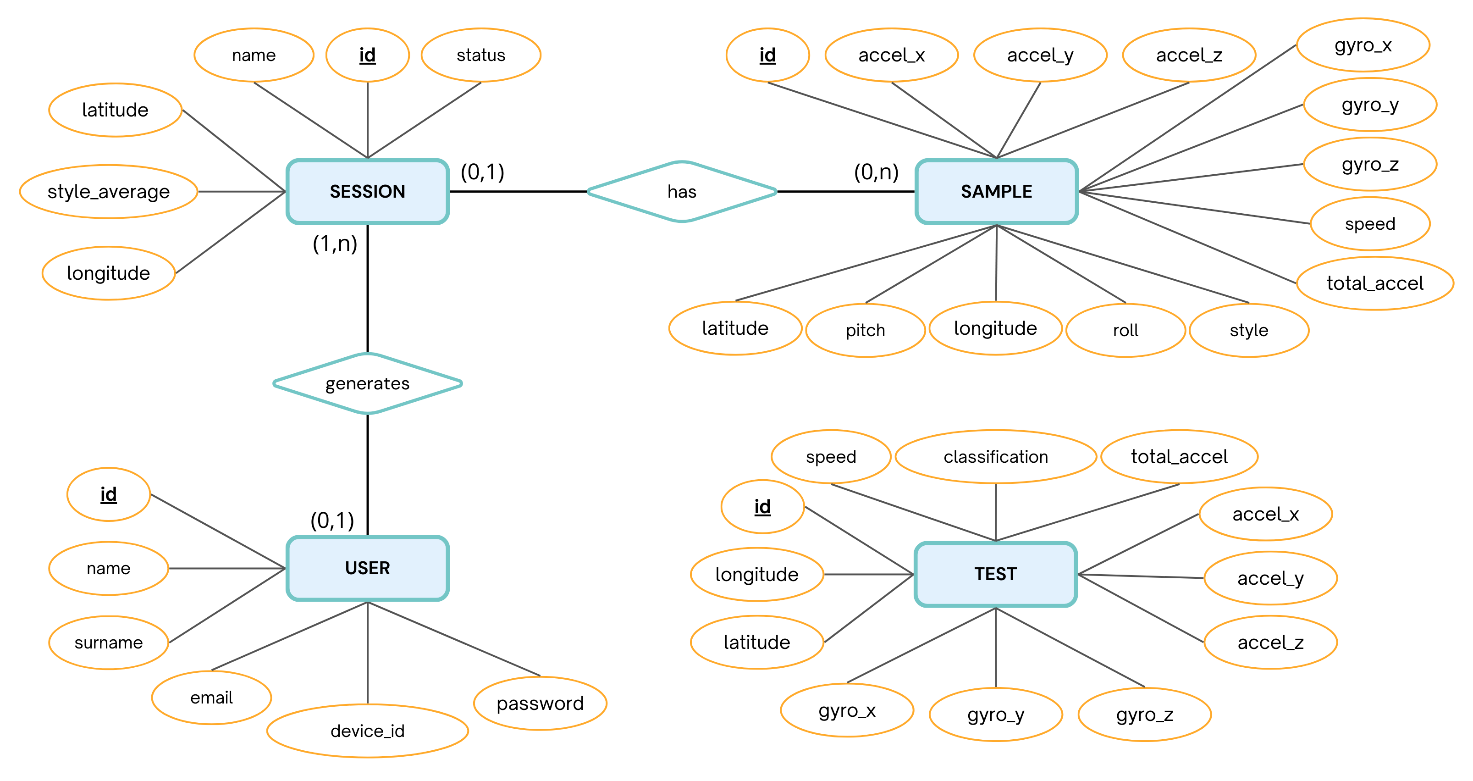 name
id
status
latitude
style_average
longitude
SESSION
(0,1)
(1,n)
has
(0,n)
id
accel_x
accel_y
accel_z
gyro_x
gyro_y
gyro_z
speed
total_accel
SAMPLE
latitude
pitch
longitude
roll
style
generates
(0,1)
id
name
surname
USER
email
device_id
password
speed
classification
total_accel
id
longitude
latitude
TEST
accel_x
accel_y
accel_z
gyro_x
gyro_y
gyro_z